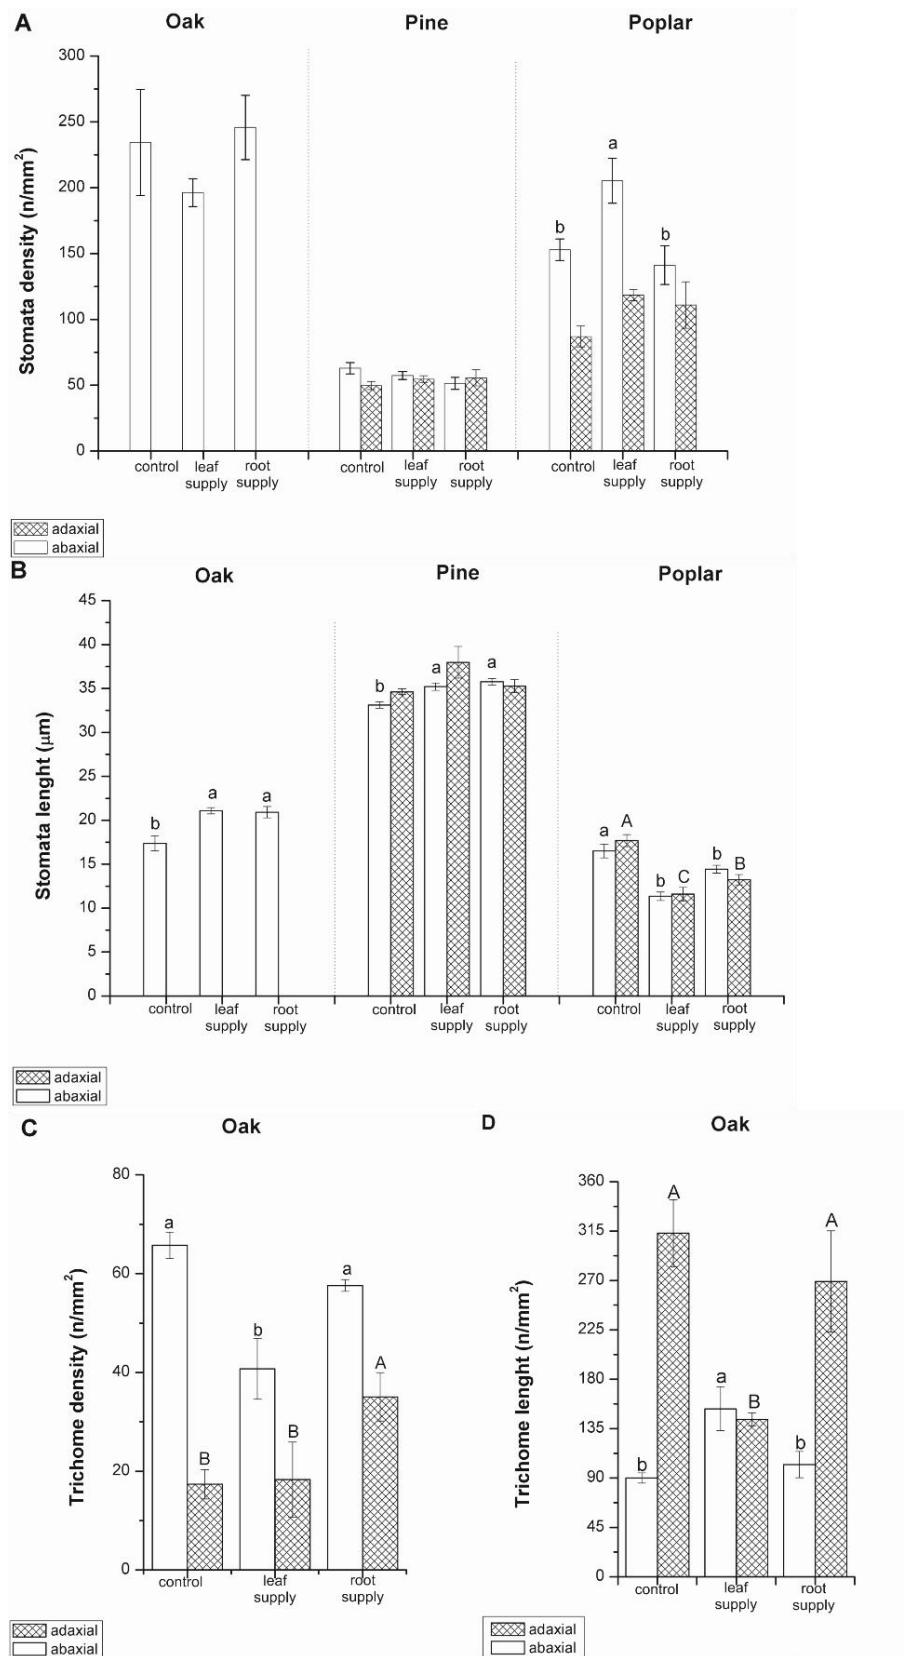 A
Oak Pine Poplar
Stomata density (n/mm²)
300
250
200
150
100
50
0
a
b b
control leaf supply root supply control leaf supply root supply control leaf supply root supply
adaxial
abaxial
B
Oak Pine Poplar
Stomata lenght (μm)
45
40
35
30
25
20
15
10
5
0
b a a b a a a A b C b B
control leaf supply root supply control leaf supply root supply control leaf supply root supply
adaxial
abaxial
C
Oak
Trichome density (n/mm²)
80
60
40
20
0
a B b B a A
control leaf supply root supply
adaxial
abaxial
D
Oak
Trichome lenght (n/mm²)
360
315
270
225
180
135
90
45
0
b A a B b A
control leaf supply root supply
adaxial
abaxial